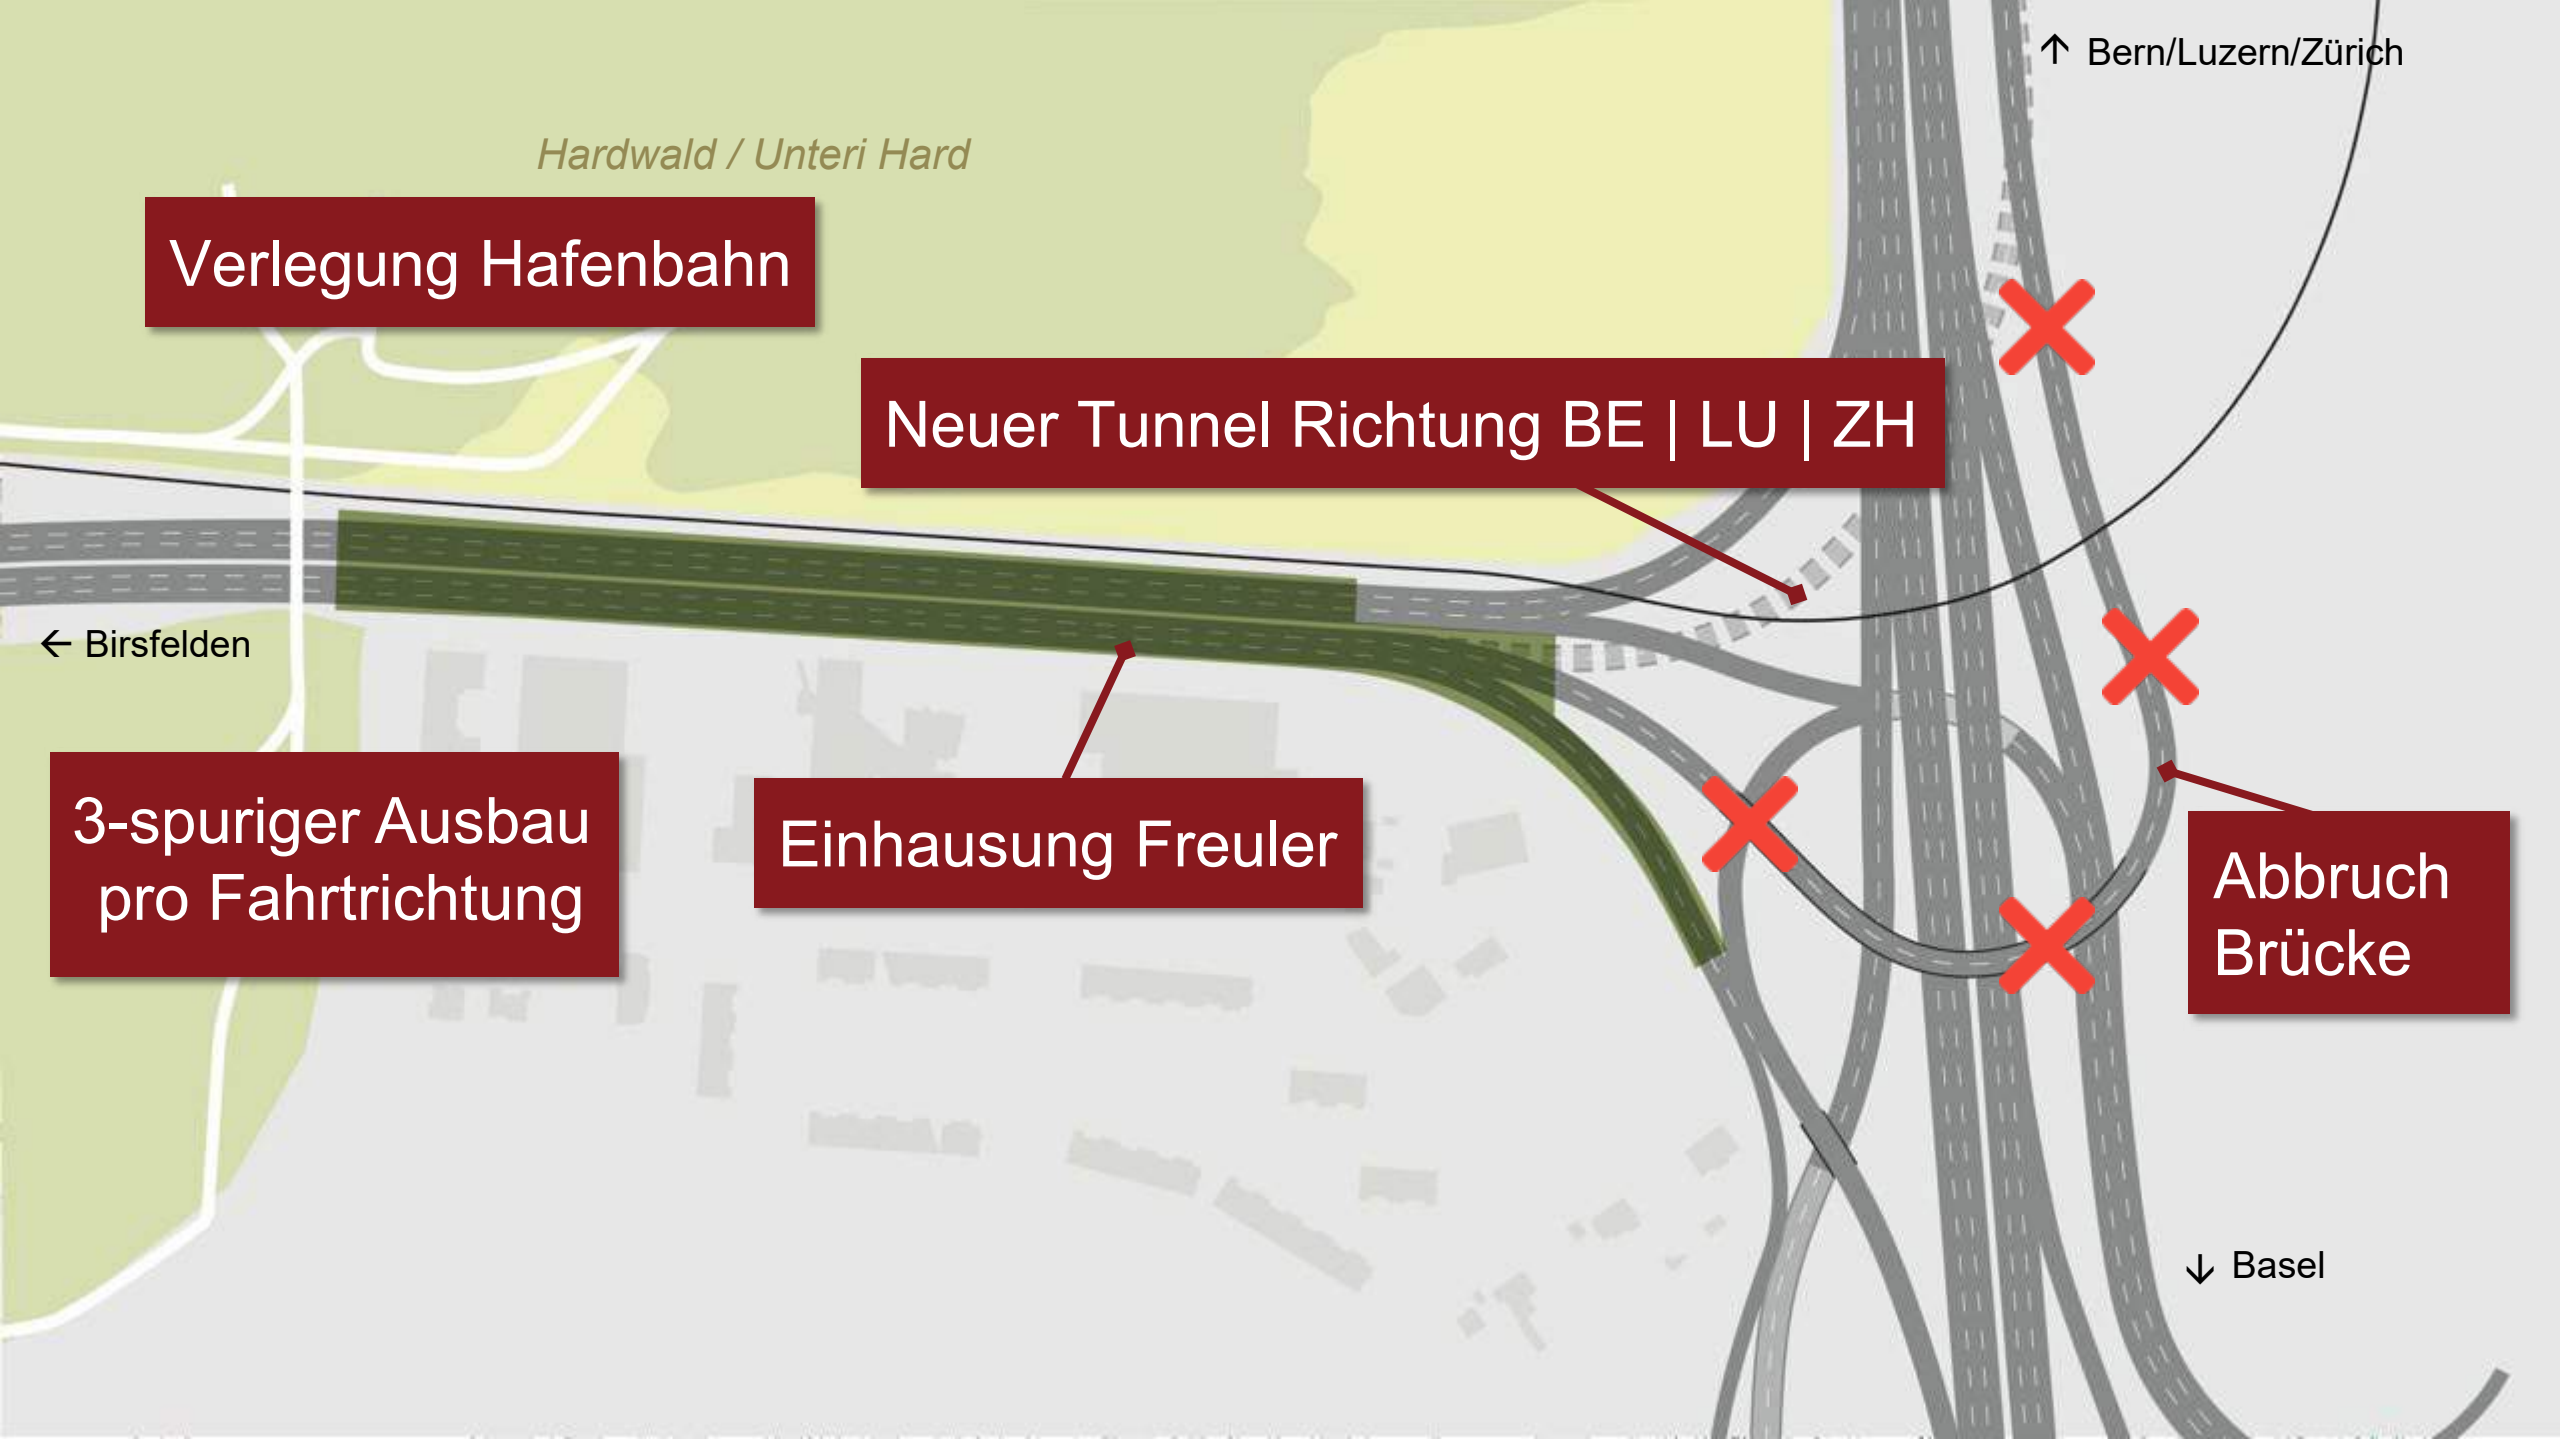 ↑ Bern/Luzern/Zürich
Hardwald / Unteri Hard
Verlegung Hafenbahn
Neuer Tunnel Richtung BE | LU | ZH
← Birsfelden
3-spuriger Ausbau
pro Fahrtrichtung
Einhausung Freuler
Abbruch
Brücke
↓ Basel